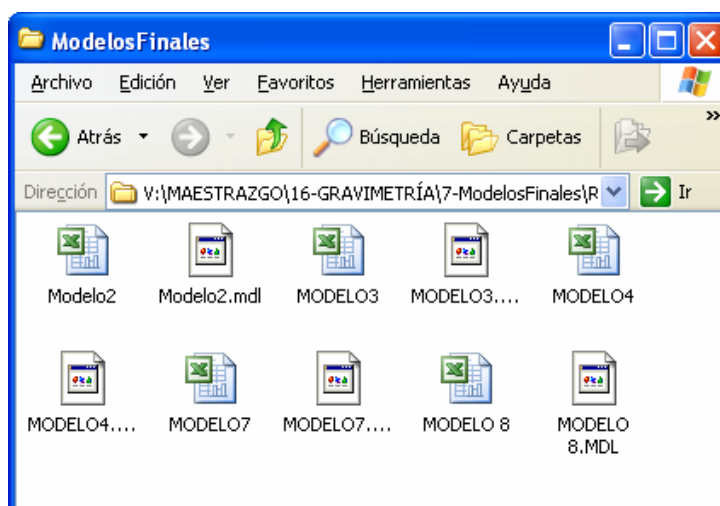 ModelosFinales
Archivo Edición Ver Favoritos Herramientas Ayuda
Atrás Búsqueda Carpetas »
Dirección V:\MAESTRAZGO\16-GRAVIMETRÍA\7-ModelosFinales\R Ir
Modelo2 Modelo2.mdl MODELO3 MODELO3.... MODELO4
MODELO4.... MODELO7 MODELO7.... MODELO 8 MODELO
8.MDL